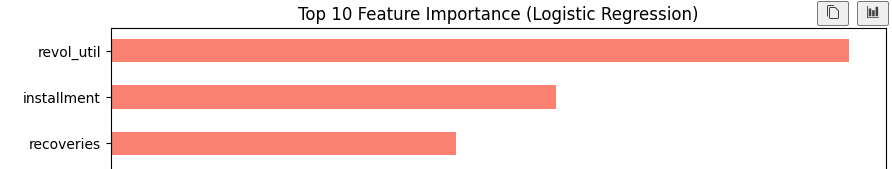 Top 10 Feature Importance (Logistic Regression)
revol_util
installment
recoveries